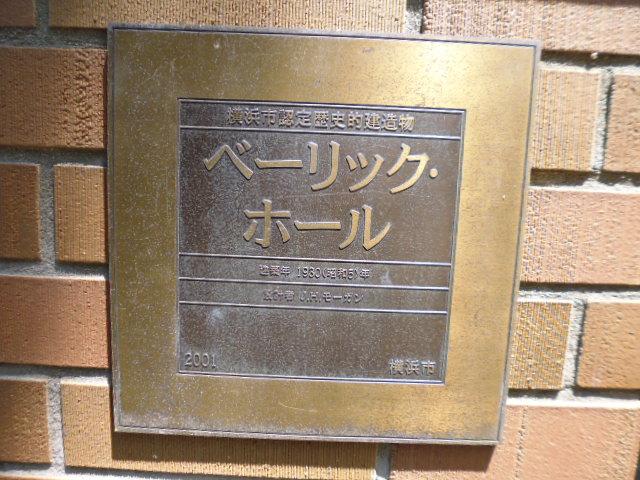 横浜市認定歴史的建造物
ベーリック・
ホール
建築年 1930(昭和5)年
設計者 J.H.モーガン
2001 横浜市